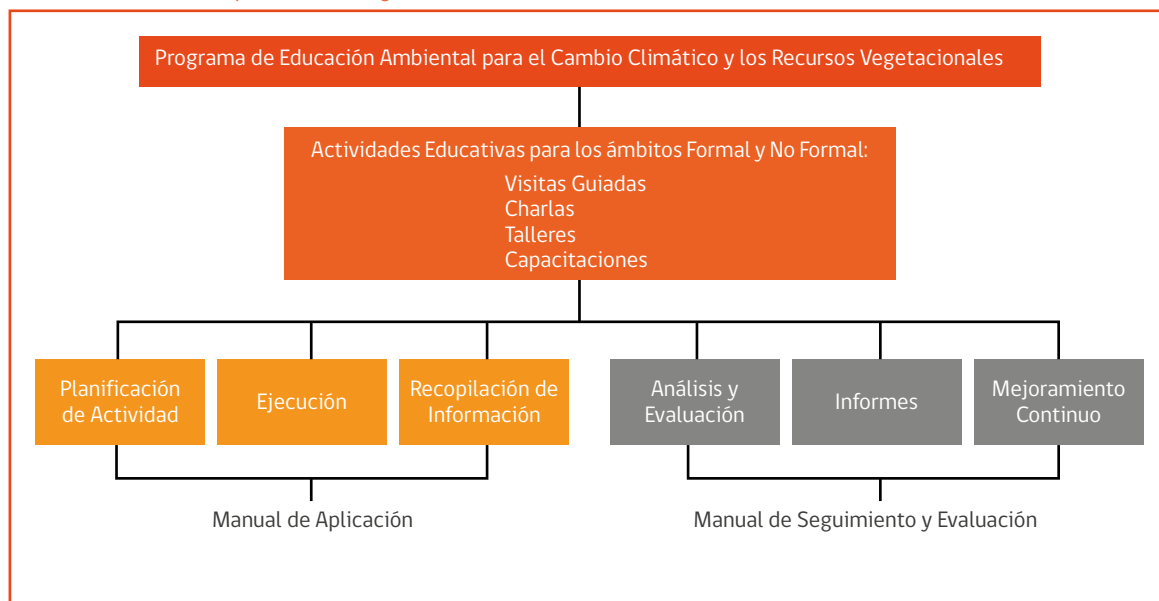 Programa de Educación Ambiental para el Cambio Climático y los Recursos Vegetacionales
Actividades Educativas para los ámbitos Formal y No Formal:
Visitas Guiadas
Charlas
Talleres
Capacitaciones
Planificación
de Actividad
Ejecución
Recopilación de
Información
Análisis y
Evaluación
Informes
Mejoramiento
Continuo
Manual de Aplicación
Manual de Seguimiento y Evaluación